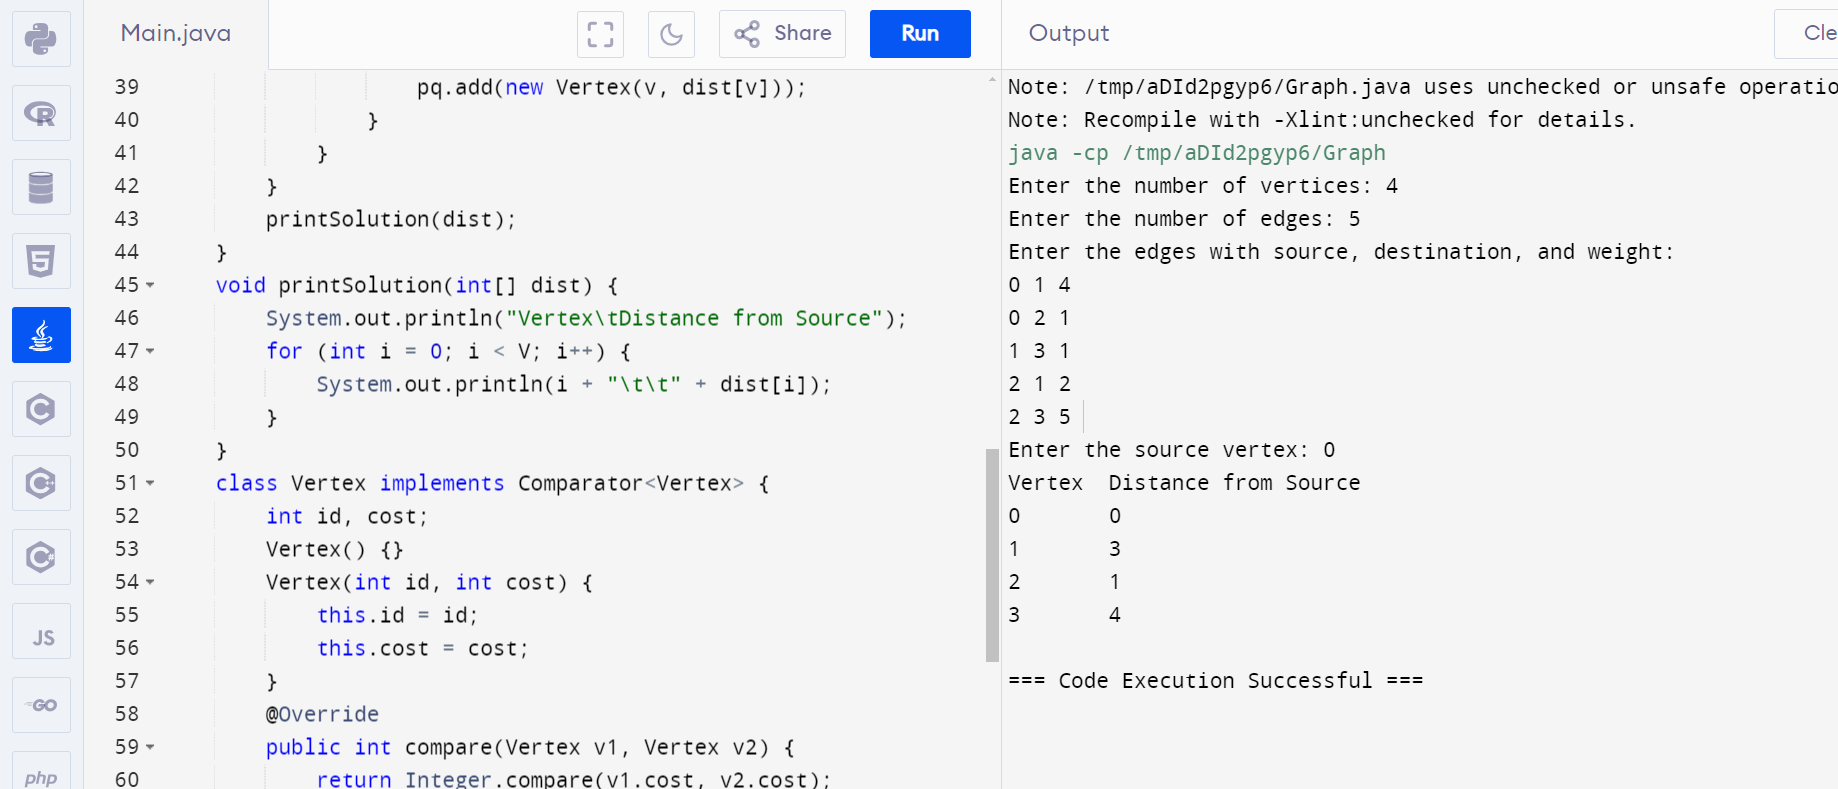 Main.java
Share
Run
Output
Cle
39 pq.add(new Vertex(v, dist[v]));
40 }
41 }
42 }
43 printSolution(dist);
44 }
45 void printSolution(int[] dist) {
46 System.out.println("Vertex\tDistance from Source");
47 for (int i = 0; i < V; i++) {
48 System.out.println(i + "\t\t" + dist[i]);
49 }
50 }
51 class Vertex implements Comparator<Vertex> {
52 int id, cost;
53 Vertex() {}
54 Vertex(int id, int cost) {
55 this.id = id;
56 this.cost = cost;
57 }
58 @Override
59 public int compare(Vertex v1, Vertex v2) {
60 return Integer.compare(v1.cost, v2.cost);
Note: /tmp/aDId2pgyp6/Graph.java uses unchecked or unsafe operatio
Note: Recompile with -Xlint:unchecked for details.
java -cp /tmp/aDId2pgyp6/Graph
Enter the number of vertices: 4
Enter the number of edges: 5
Enter the edges with source, destination, and weight:
0 1 4
0 2 1
1 3 1
2 1 2
2 3 5
Enter the source vertex: 0
Vertex Distance from Source
0 0
1 3
2 1
3 4
=== Code Execution Successful ===
R
5
C
C
C#
JS
GO
php